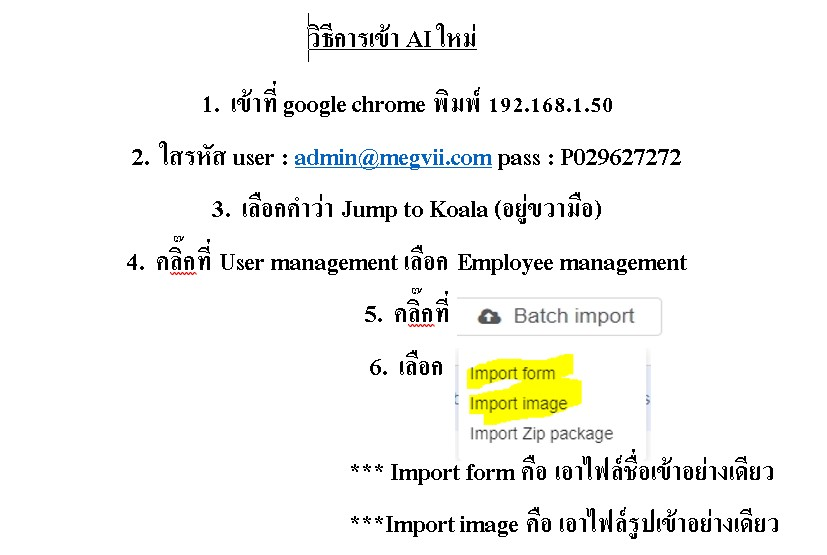 วิธีการเข้า AI ใหม่
1. เข้าที่ google chrome พิมพ์ 192.168.1.50
2. ใสรหัส user : admin@megvii.com pass : P029627272
3. เลือกคำว่า Jump to Koala (อยู่ขวามือ)
4. คลิ๊กที่ User management เลือก Employee management
5. คลิ๊กที่ Batch import
6. เลือก Import form
Import image
Import Zip package
*** Import form คือ เอาไฟล์ชื่อเข้าอย่างเดียว
***Import image คือ เอาไฟล์รูปเข้าอย่างเดียว